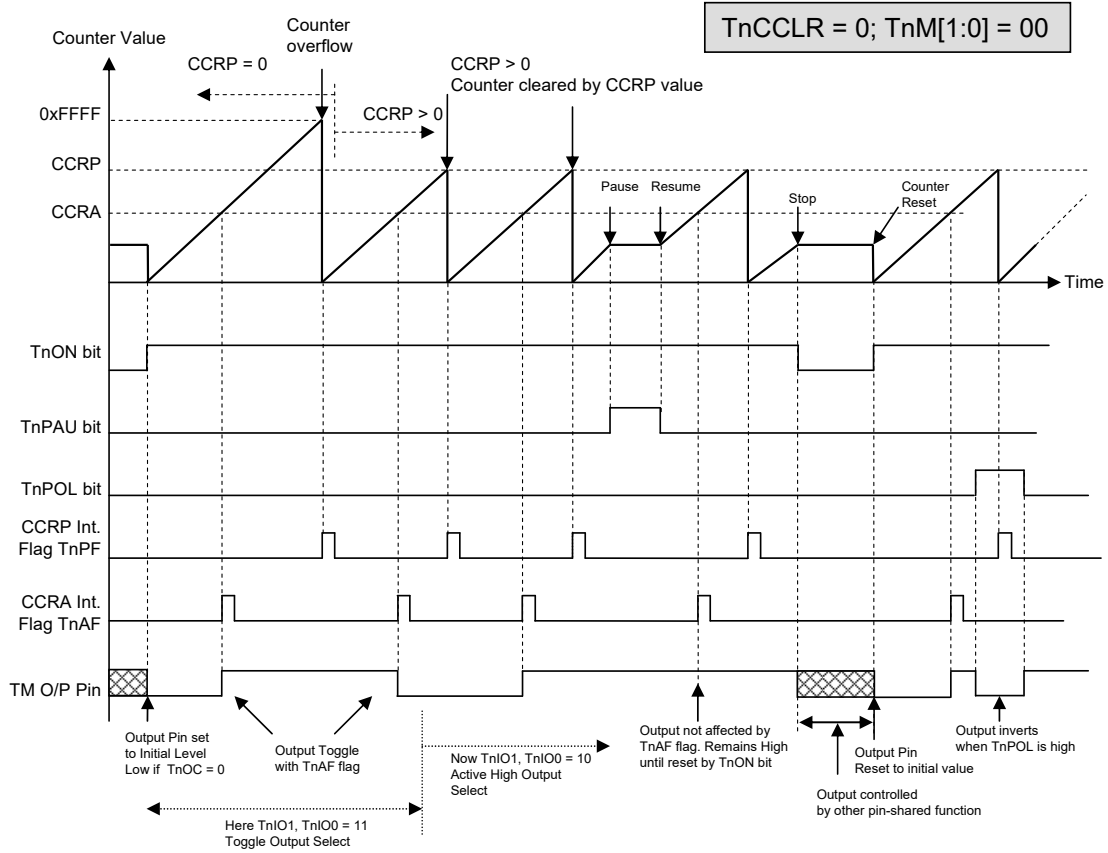 TnCCLR = 0; TnM[1:0] = 00
Counter Value
Counter
overflow
CCRP = 0
CCRP > 0
Counter cleared by CCRP value
CCRP > 0
0xFFFF
CCRP
CCRA
Pause
Resume
Stop
Counter
Reset
Time
TnON bit
TnPAU bit
TnPOL bit
CCRP Int.
Flag TnPF
CCRA Int.
Flag TnAF
TM O/P Pin
Output Pin set
to Initial Level
Low if TnOC = 0
Output Toggle
with TnAF flag
Now TnIO1, TnIO0 = 10
Active High Output
Select
Output not affected by
TnAF flag. Remains High
until reset by TnON bit
Output Pin
Reset to initial value
Output inverts
when TnPOL is high
Output controlled
by other pin-shared function
Here TnIO1, TnIO0 = 11
Toggle Output Select